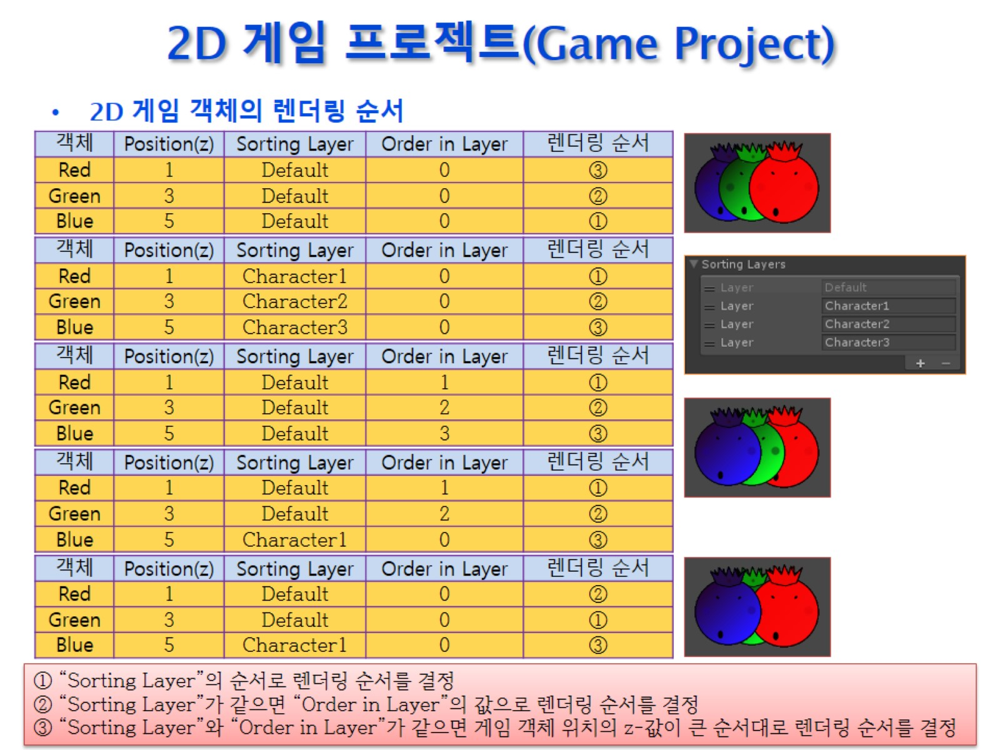 2D 게임 프로젝트(Game Project)
• 2D 게임 객체의 렌더링 순서
객체 Position(z) Sorting Layer Order in Layer 렌더링 순서
Red 1 Default 0 ③
Green 3 Default 0 ②
Blue 5 Default 0 ①
객체 Position(z) Sorting Layer Order in Layer 렌더링 순서
Red 1 Character1 0 ①
Green 3 Character2 0 ②
Blue 5 Character3 0 ③
객체 Position(z) Sorting Layer Order in Layer 렌더링 순서
Red 1 Default 1 ①
Green 3 Default 2 ②
Blue 5 Default 3 ③
객체 Position(z) Sorting Layer Order in Layer 렌더링 순서
Red 1 Default 1 ①
Green 3 Default 2 ②
Blue 5 Character1 0 ③
객체 Position(z) Sorting Layer Order in Layer 렌더링 순서
Red 1 Default 0 ②
Green 3 Default 0 ①
Blue 5 Character1 0 ③
Sorting Layers
Layer Default
Layer Character1
Layer Character2
Layer Character3
+ −
① “Sorting Layer”의 순서로 렌더링 순서를 결정
② “Sorting Layer”가 같으면 “Order in Layer”의 값으로 렌더링 순서를 결정
③ “Sorting Layer”와 “Order in Layer”가 같으면 게임 객체 위치의 z-값이 큰 순서대로 렌더링 순서를 결정